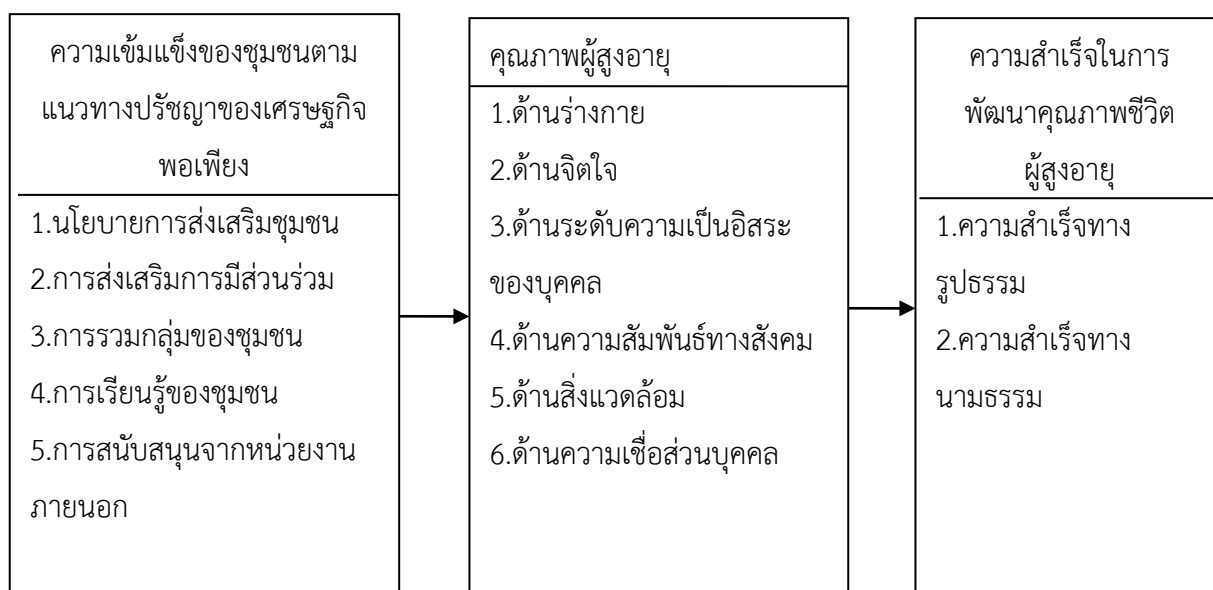 ความเข้มแข็งของชุมชนตาม
แนวทางปรัชญาของเศรษฐกิจ
พอเพียง
1.นโยบายการส่งเสริมชุมชน
2.การส่งเสริมการมีส่วนร่วม
3.การรวมกลุ่มของชุมชน
4.การเรียนรู้ของชุมชน
5.การสนับสนุนจากหน่วยงาน
ภายนอก
คุณภาพผู้สูงอายุ
1.ด้านร่างกาย
2.ด้านจิตใจ
3.ด้านระดับความเป็นอิสระ
ของบุคคล
4.ด้านความสัมพันธ์ทางสังคม
5.ด้านสิ่งแวดล้อม
6.ด้านความเชื่อส่วนบุคคล
ความสำเร็จในการ
พัฒนาคุณภาพชีวิต
ผู้สูงอายุ
1.ความสำเร็จทาง
รูปธรรม
2.ความสำเร็จทาง
นามธรรม